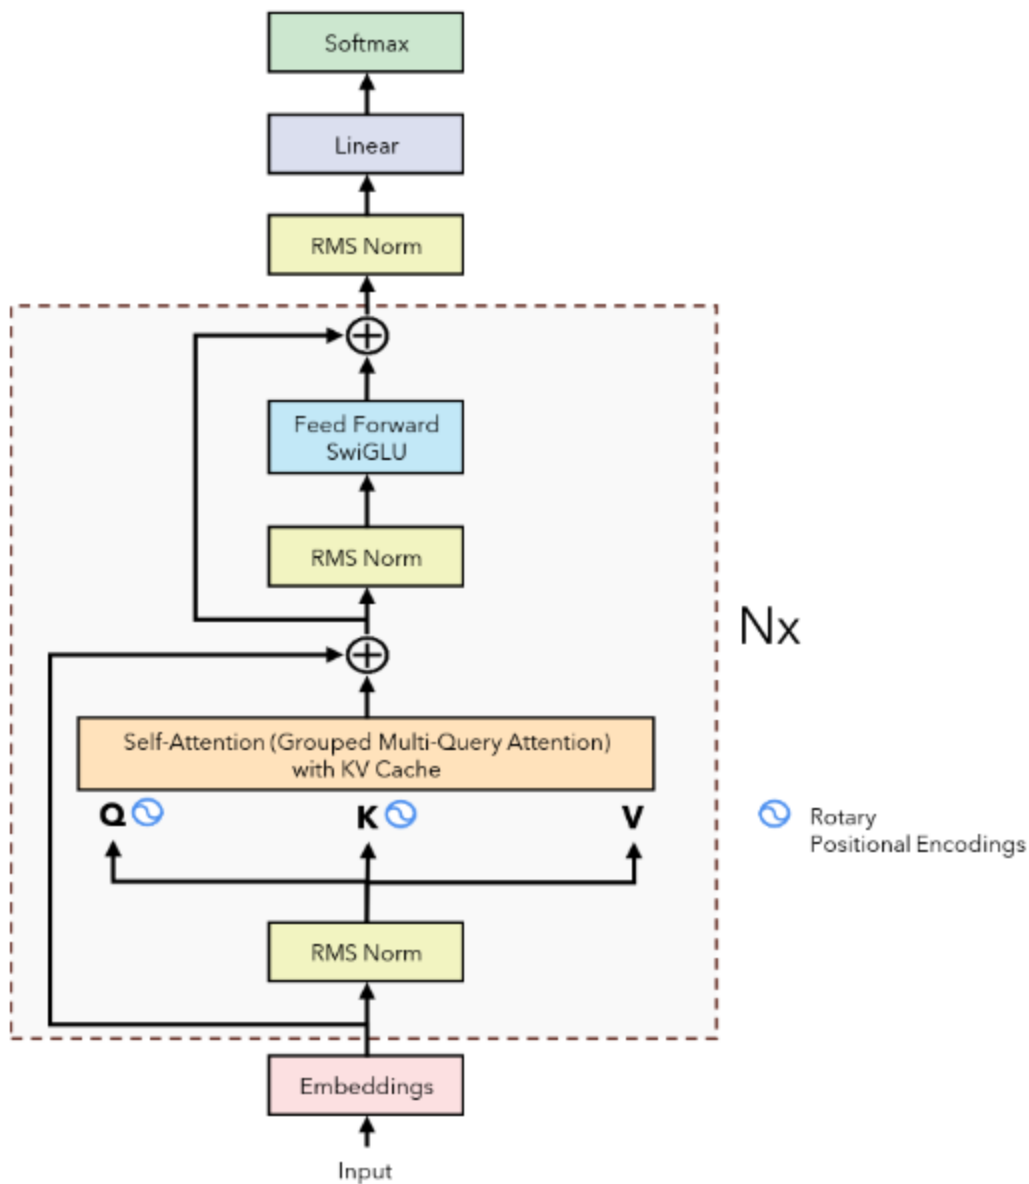 Softmax
Linear
RMS Norm
Feed Forward
SwiGLU
RMS Norm
Nx
Self-Attention (Grouped Multi-Query Attention)
with KV Cache
Q K V
Rotary
Positional Encodings
RMS Norm
Embeddings
Input